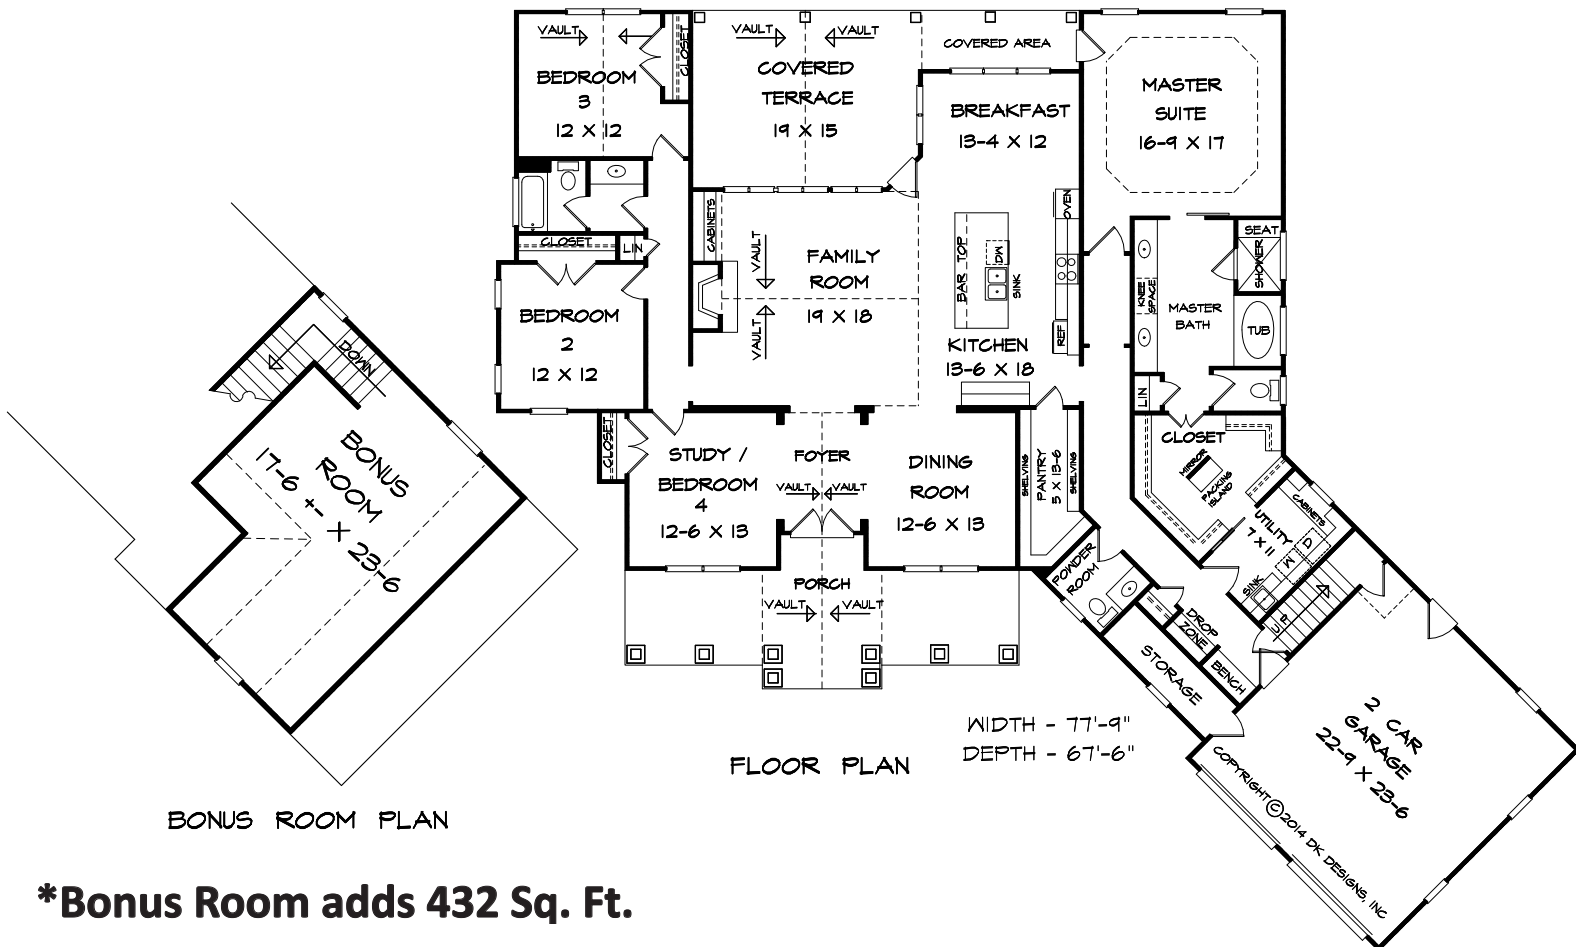 VAULT
BEDROOM
3
12 X 12
CLOSET
VAULT
VAULT
COVERED
TERRACE
19 X 15
COVERED AREA
BREAKFAST
13-4 X 12
MASTER
SUITE
16-9 X 17
CLOSET
LIN
BEDROOM
2
12 X 12
CABINETS
VAULT
VAULT
FAMILY
ROOM
19 X 18
BAR TOP
DW
SINK
OVEN
REF
KITCHEN
13-6 X 18
SEAT
SHOWER
KNEE
SPACE
MASTER
BATH
TUB
LIN
CLOSET
MIRROR
PACKING
ISLAND
CLOSET
STUDY /
BEDROOM
4
12-6 X 13
FOYER
VAULT
VAULT
DINING
ROOM
12-6 X 13
SHELVING
PANTRY
5 X 13-6
SHELVING
CABINETS
UTILITY
7 X 11
D
W
SINK
UP
POWDER
ROOM
DROP
ZONE
BENCH
STORAGE
PORCH
VAULT
VAULT
2 CAR
GARAGE
22-9 X 23-6
COPYRIGHT © 2014 DK DESIGNS, INC
DOWN
BONUS
ROOM
17-6 +- X 23-6
WIDTH - 77'-9"
DEPTH - 67'-6"
FLOOR PLAN
BONUS ROOM PLAN
*Bonus Room adds 432 Sq. Ft.